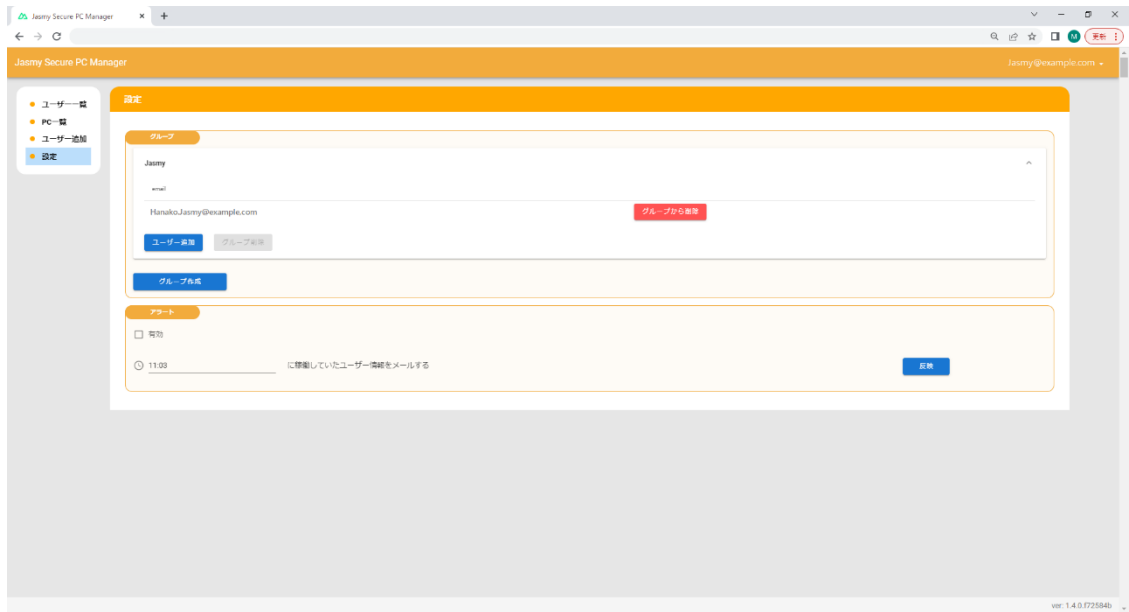 Jasmy Secure PC Manager
更新
Jasmy Secure PC Manager
Jasmy@example.com
ユーザー一覧
PC一覧
ユーザー追加
設定
設定
グループ
Jasmy
email
Hanako.Jasmy@example.com
グループから削除
ユーザー追加
グループ削除
グループ作成
アラート
有効
11:03 に稼働していたユーザー情報をメールする
反映
ver: 1.4.0.f72584b